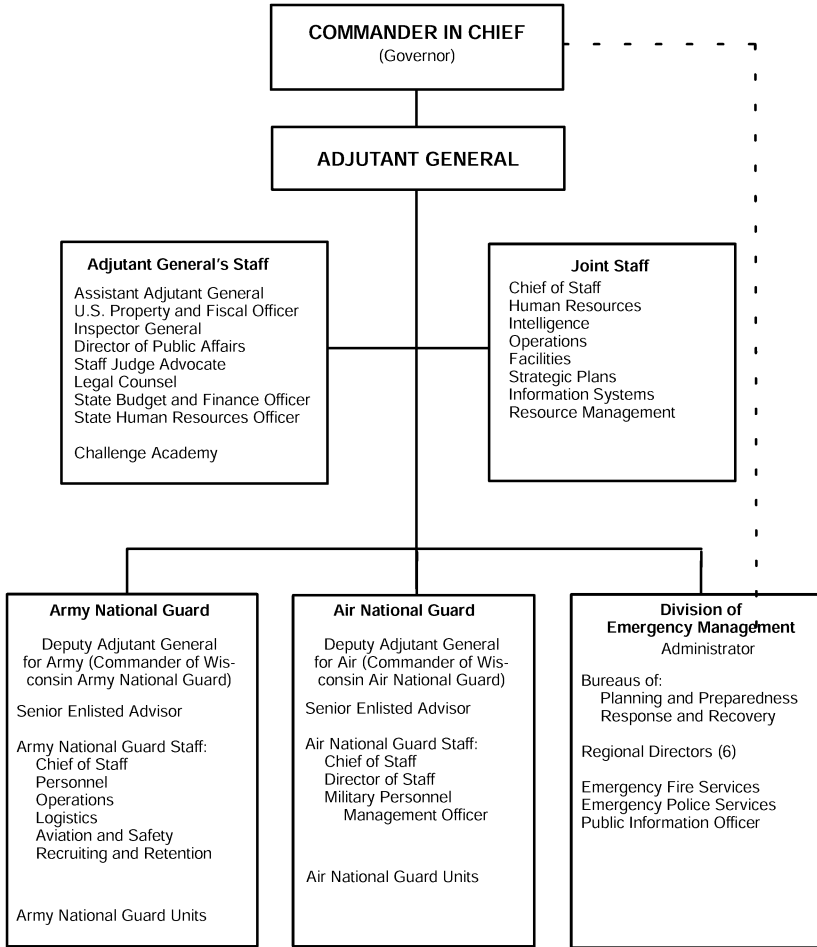 COMMANDER IN CHIEF
(Governor)
ADJUTANT GENERAL
Adjutant General's Staff
Assistant Adjutant General
U.S. Property and Fiscal Officer
Inspector General
Director of Public Affairs
Staff Judge Advocate
Legal Counsel
State Budget and Finance Officer
State Human Resources Officer
Challenge Academy
Joint Staff
Chief of Staff
Human Resources
Intelligence
Operations
Facilities
Strategic Plans
Information Systems
Resource Management
Army National Guard
Deputy Adjutant General
for Army (Commander of Wis-
consin Army National Guard)
Senior Enlisted Advisor
Army National Guard Staff:
Chief of Staff
Personnel
Operations
Logistics
Aviation and Safety
Recruiting and Retention
Army National Guard Units
Air National Guard
Deputy Adjutant General
for Air (Commander of Wis-
consin Air National Guard)
Senior Enlisted Advisor
Air National Guard Staff:
Chief of Staff
Director of Staff
Military Personnel
Management Officer
Air National Guard Units
Division of
Emergency Management
Administrator
Bureaus of:
Planning and Preparedness
Response and Recovery
Regional Directors (6)
Emergency Fire Services
Emergency Police Services
Public Information Officer